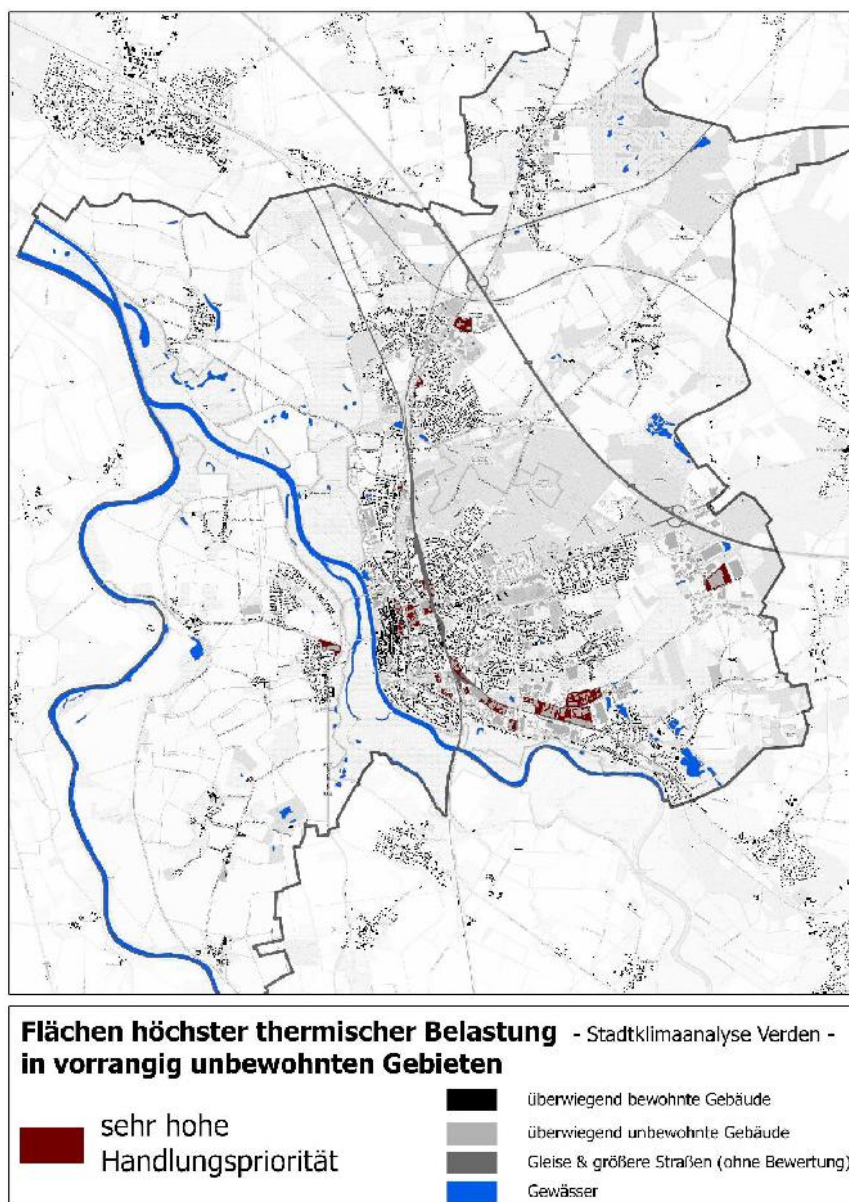 Flächen höchster thermischer Belastung - Stadtklimaanalyse Verden -
in vorrangig unbewohnten Gebieten
sehr hohe
Handlungspriorität
überwiegend bewohnte Gebäude
überwiegend unbewohnte Gebäude
Gleise & größere Straßen (ohne Bewertung)
Gewässer